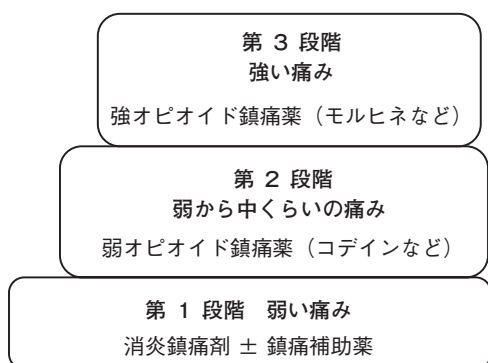 第 3 段階
強い痛み
強オピオイド鎮痛薬（モルヒネなど）
第 2 段階
弱から中くらいの痛み
弱オピオイド鎮痛薬（コデインなど）
第 1 段階　弱い痛み
消炎鎮痛剤 ± 鎮痛補助薬